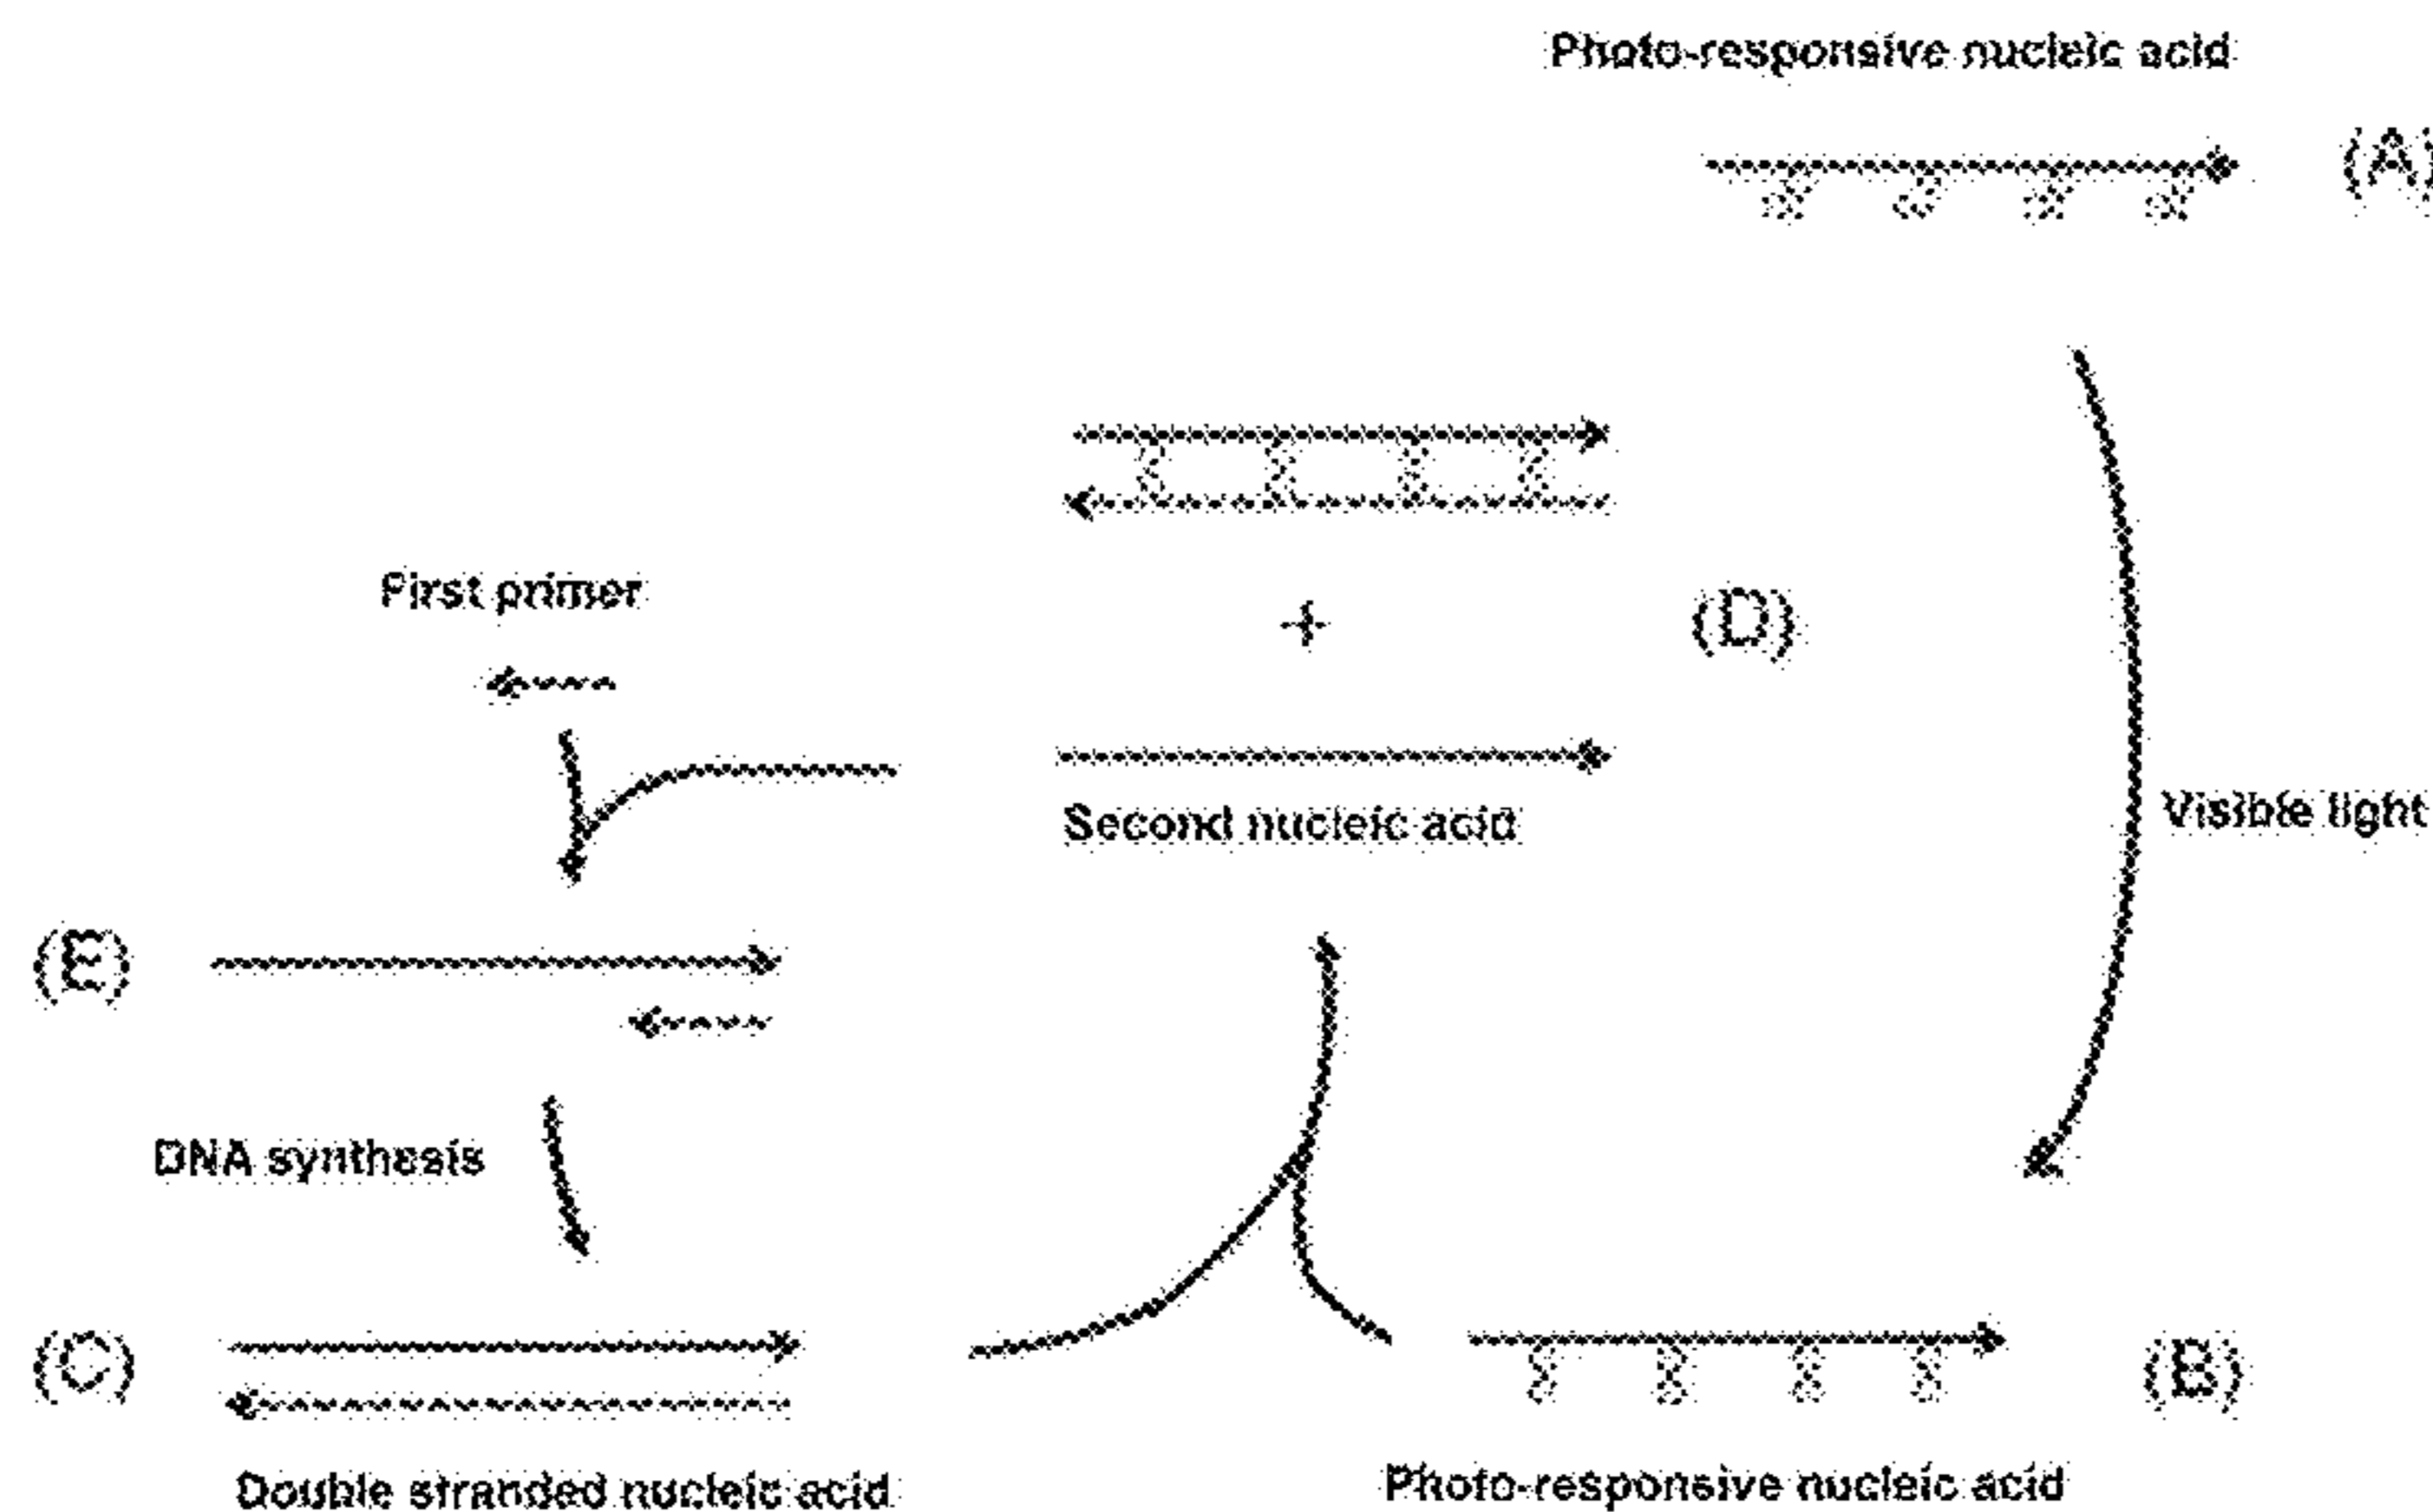 Photo-responsive nucleic acid
(A)
First primer
+
(D)
Second nucleic acid
Visible light
(E)
DNA synthesis
(C)
(B)
Double stranded nucleic acid
Photo-responsive nucleic acid